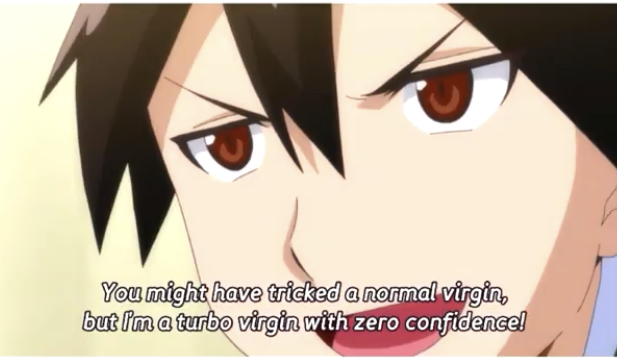 You might have tricked a normal virgin,
but I'm a turbo virgin with zero confidence!